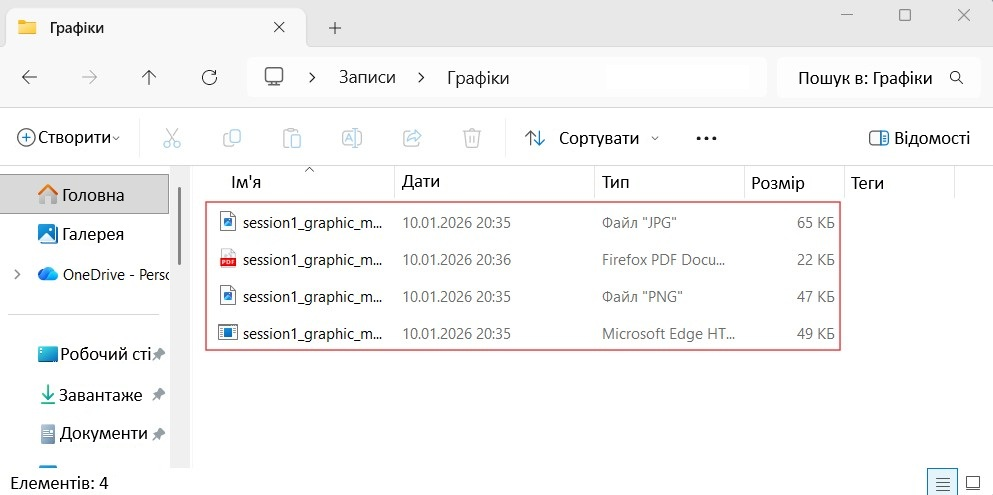 Графіки
Записи > Графіки
Пошук в: Графіки
Створити
Сортувати
Відомості
Ім'я Дати Тип Розмір Теги
Головна
Галерея
OneDrive - Persc
Робочий сті
Завантаже
Документи
session1_graphic_m... 10.01.2026 20:35 Файл "JPG" 65 КБ
PDF session1_graphic_m... 10.01.2026 20:36 Firefox PDF Docu... 22 КБ
session1_graphic_m... 10.01.2026 20:35 Файл "PNG" 47 КБ
session1_graphic_m... 10.01.2026 20:35 Microsoft Edge HT... 49 КБ
Елементів: 4